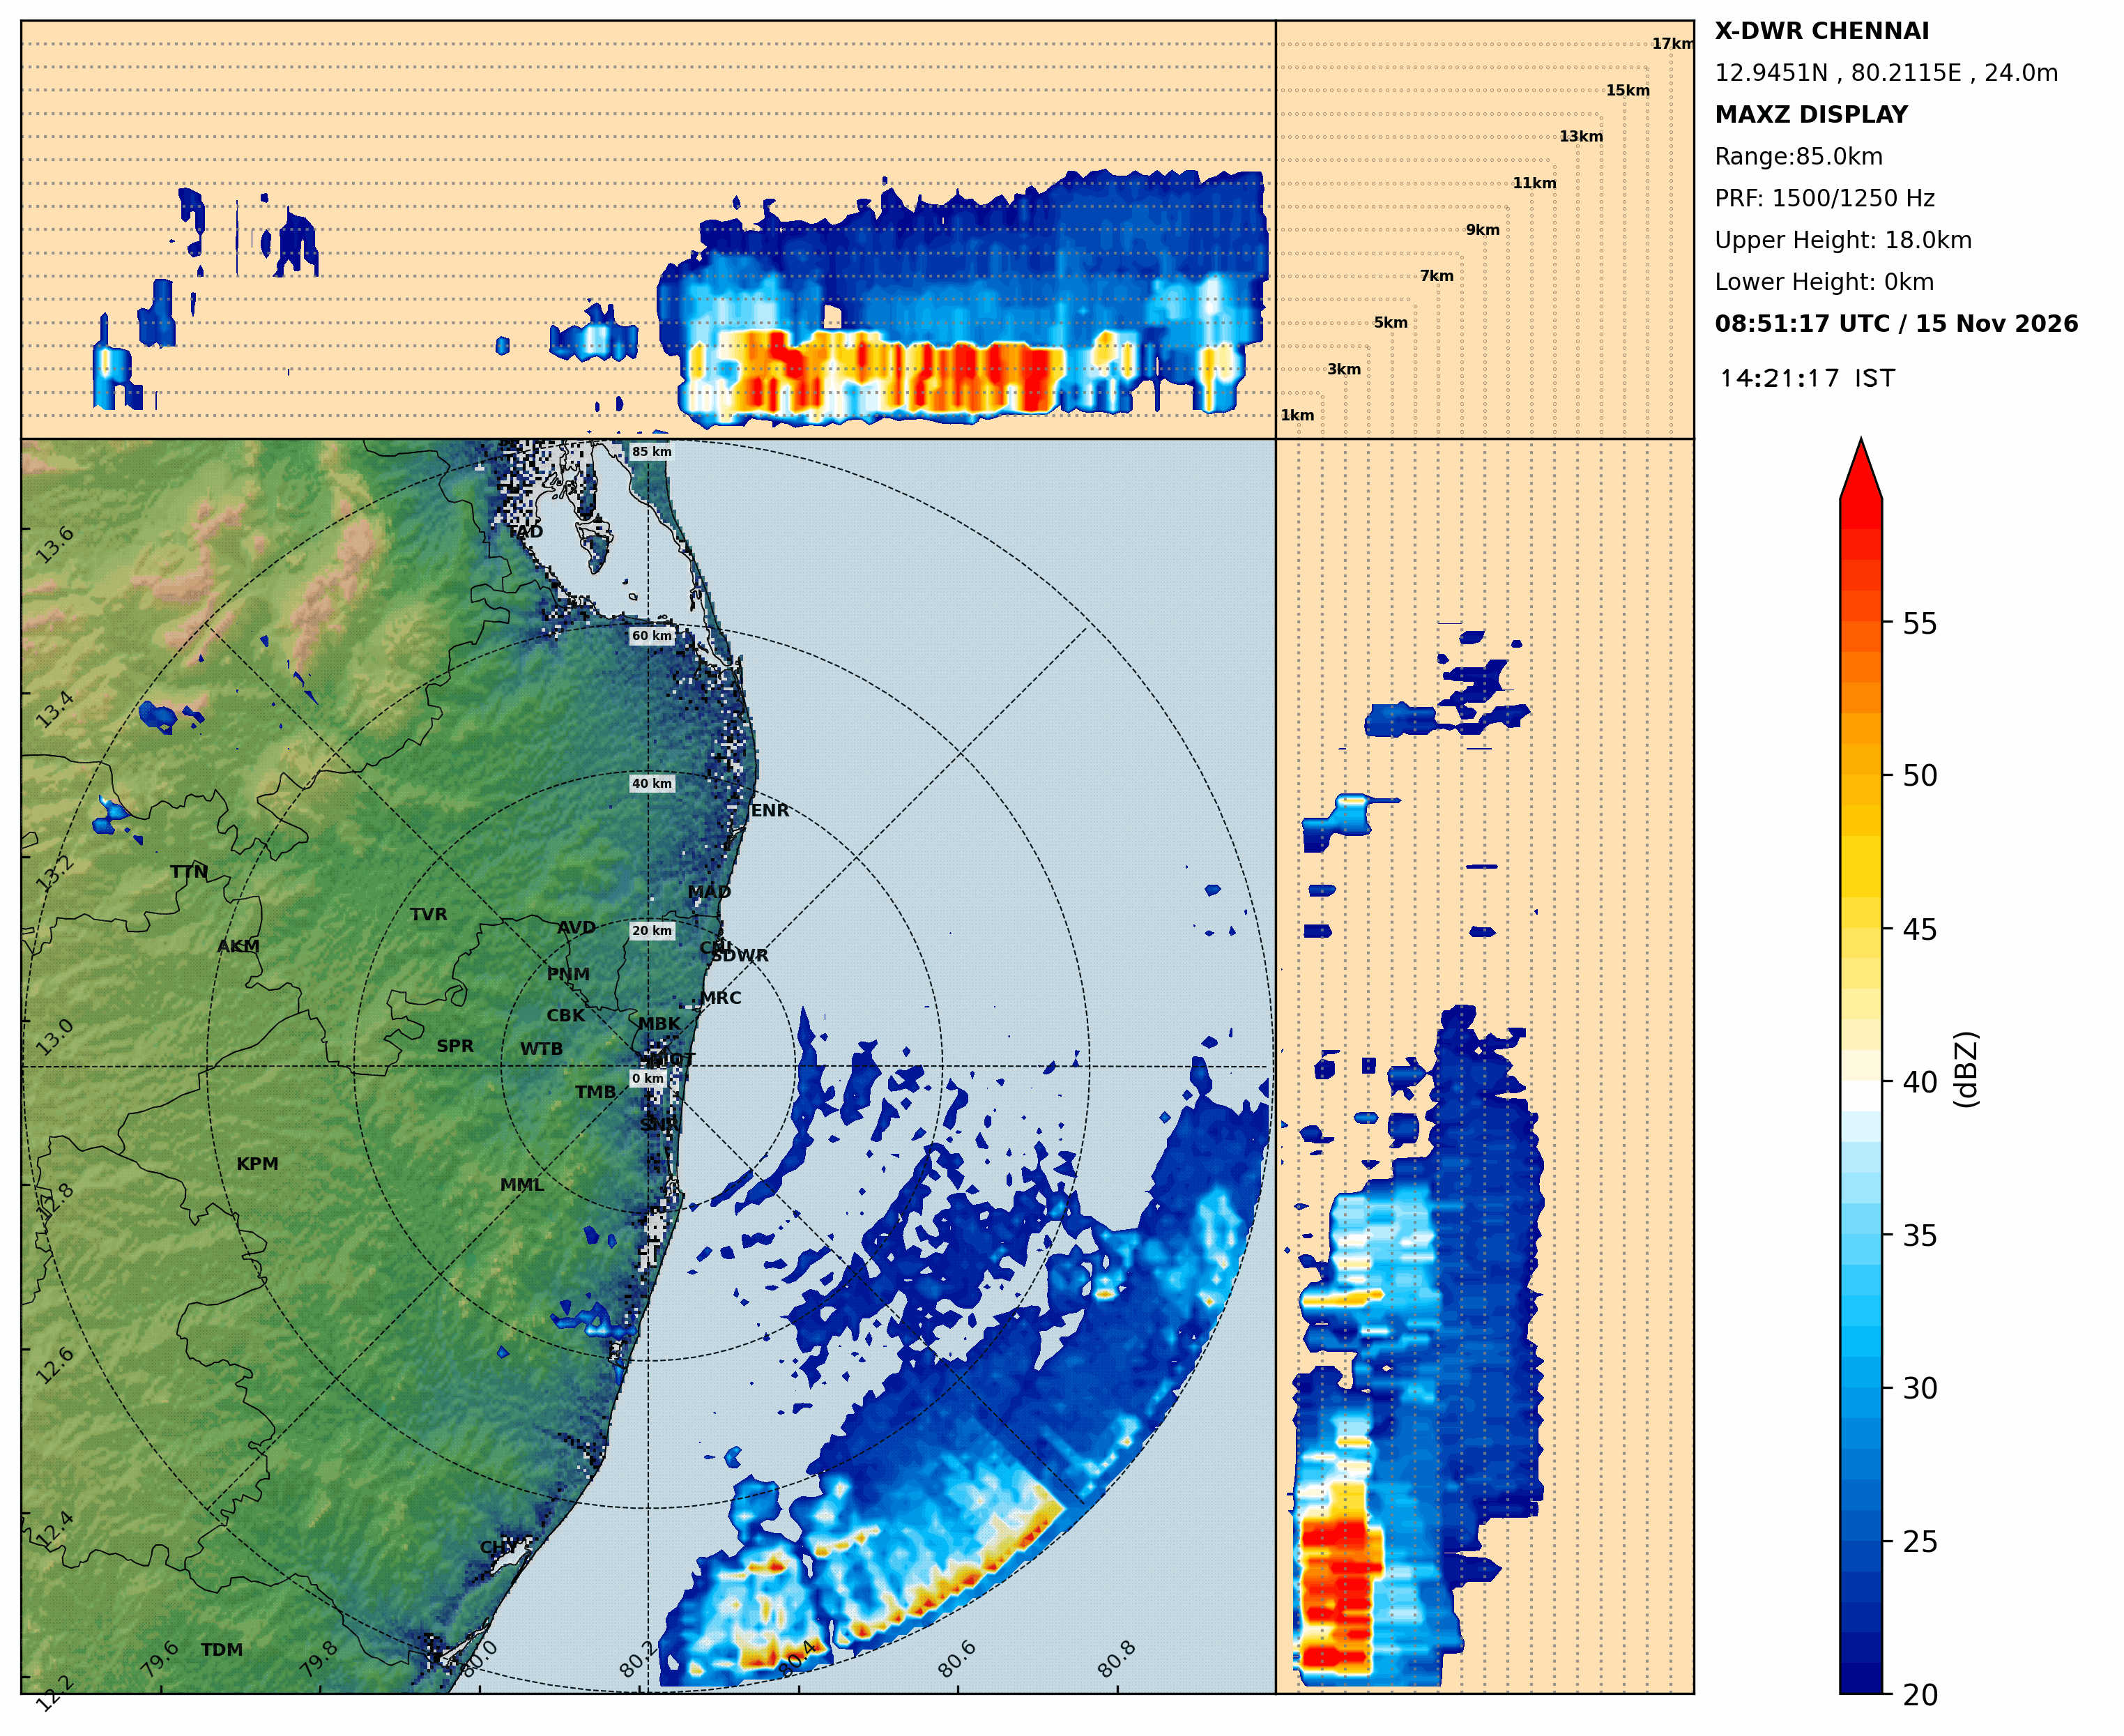 X-DWR CHENNAI
12.9451N , 80.2115E , 24.0m
MAXZ DISPLAY
Range:85.0km
PRF: 1500/1250 Hz
Upper Height: 18.0km
Lower Height: 0km
08:51:17 UTC / 15 Nov 2026
14:21:17 IST
17km
15km
13km
11km
9km
7km
5km
3km
1km
85 km
60 km
40 km
20 km
0 km
TAD
ENR
MAD
TTN
TVR
AVD
AKM
SDWR
PNM
MRC
CBK
MBK
SPR
WTB
TMB
SNR
KPM
MML
CHY
TDM
13.6
13.4
13.2
13.0
12.8
12.6
12.4
12.2
79.6
79.8
80.0
80.2
80.4
80.6
80.8
55
50
45
40
35
30
25
20
(dBZ)